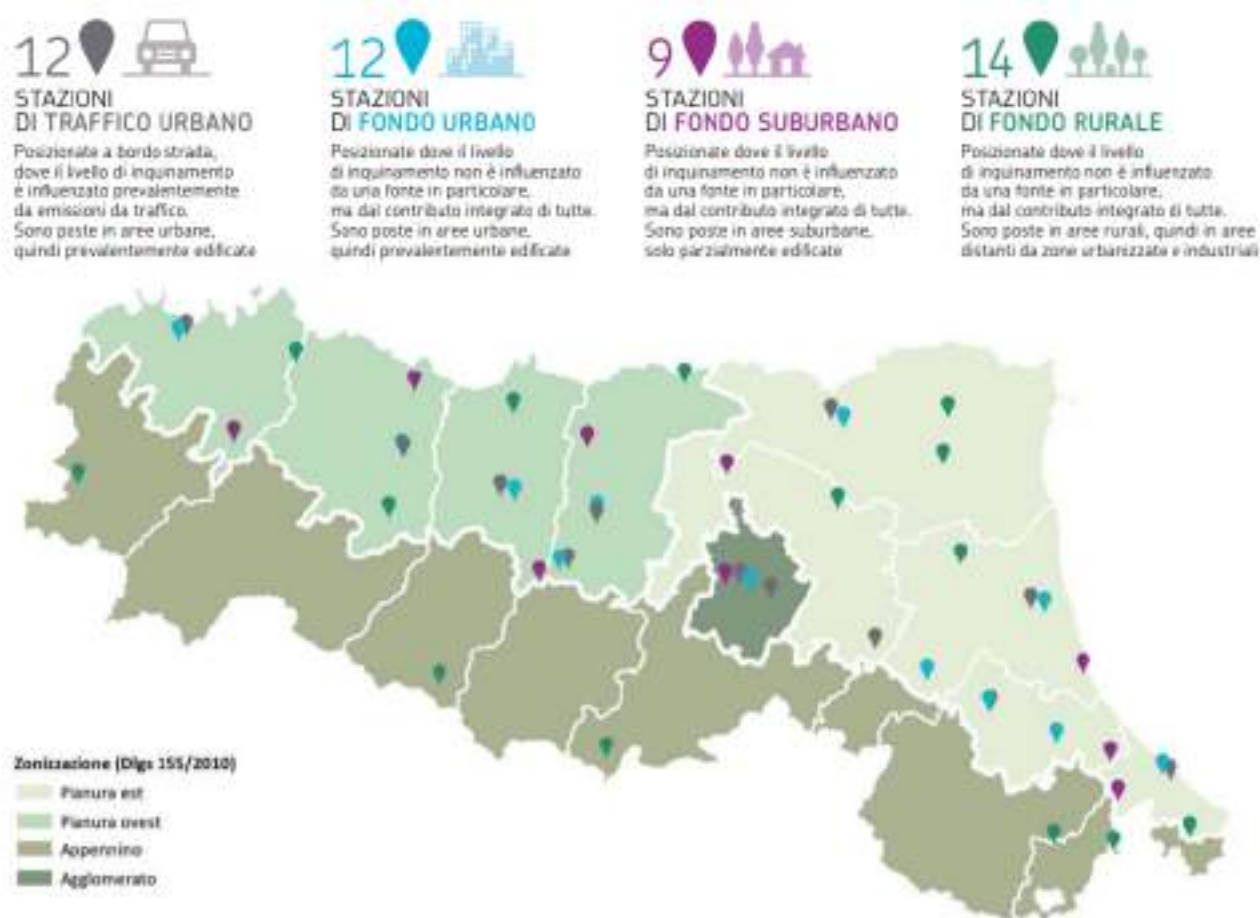 12
STAZIONI
DI TRAFFICO URBANO
Posizionate a bordo strada,
dove il livello di inquinamento
è influenzato prevalentemente
da emissioni da traffico.
Sono poste in aree urbane,
quindi prevalentemente edificate
12
STAZIONI
DI FONDO URBANO
Posizionate dove il livello
di inquinamento non è influenzato
da una fonte in particolare,
ma dal contributo integrato di tutte.
Sono poste in aree urbane,
quindi prevalentemente edificate
9
STAZIONI
DI FONDO SUBURBANO
Posizionate dove il livello
di inquinamento non è influenzato
da una fonte in particolare,
ma dal contributo integrato di tutte.
Sono poste in aree suburbane,
solo parzialmente edificate
14
STAZIONI
DI FONDO RURALE
Posizionate dove il livello
di inquinamento non è influenzato
da una fonte in particolare,
ma dal contributo integrato di tutte.
Sono poste in aree rurali, quindi in aree
distanti da zone urbanizzate e industriali
Zonizzazione (Dlgs 155/2010)
Pianura est
Pianura ovest
Appennino
Agglomerato